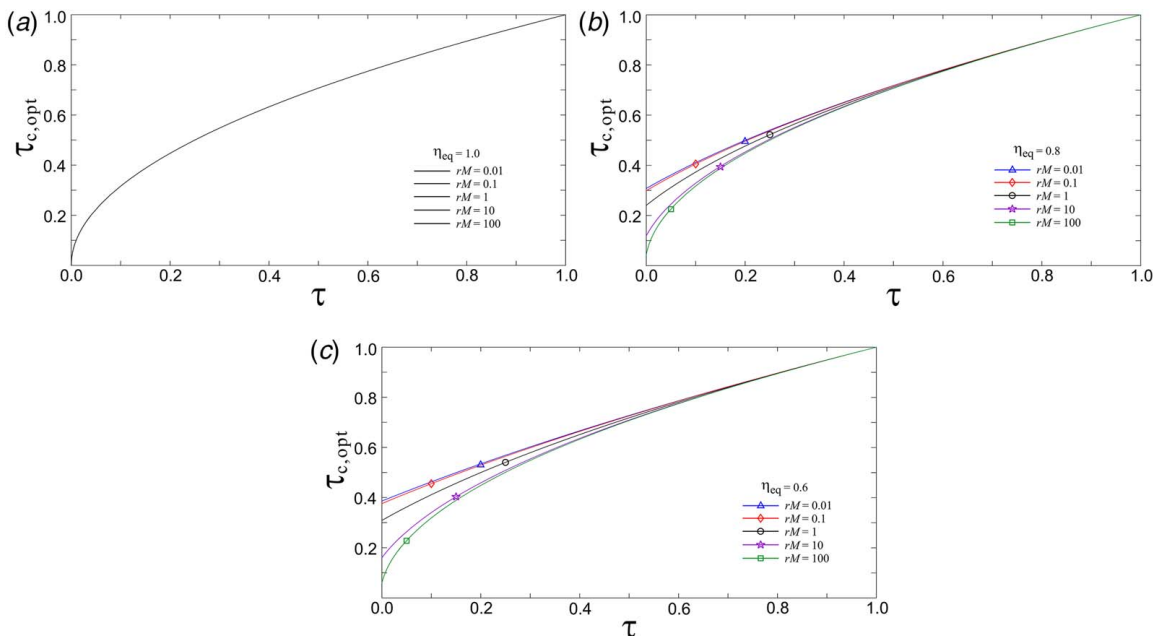 (a)
1.0
0.8
0.6
0.4
0.2
τc,opt
ηeq = 1.0
rM = 0.01
rM = 0.1
rM = 1
rM = 10
rM = 100
0.0 0.2 0.4 0.6 0.8 1.0
τ
(b)
1.0
0.8
0.6
0.4
0.2
τc,opt
ηeq = 0.8
rM = 0.01
rM = 0.1
rM = 1
rM = 10
rM = 100
0.0 0.2 0.4 0.6 0.8 1.0
τ
(c)
1.0
0.8
0.6
0.4
0.2
τc,opt
ηeq = 0.6
rM = 0.01
rM = 0.1
rM = 1
rM = 10
rM = 100
0.0 0.2 0.4 0.6 0.8 1.0
τ